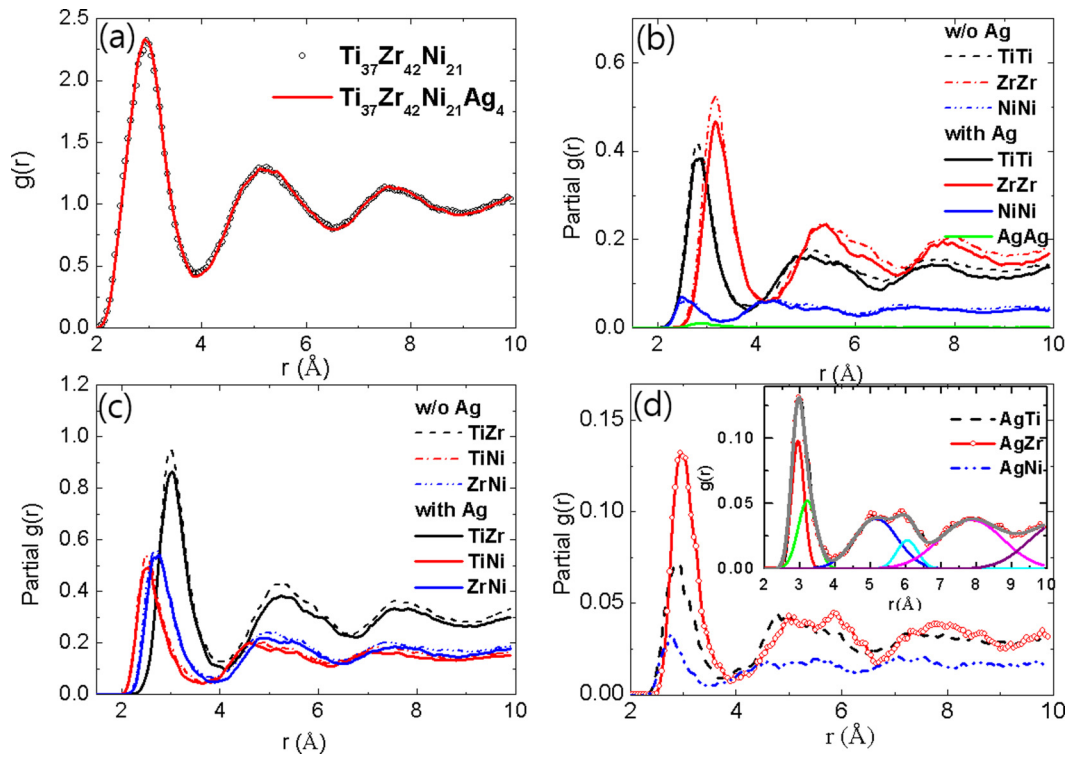 (a)
Ti37Zr42Ni21
Ti37Zr42Ni21Ag4
g(r)
2.5
2.0
1.5
1.0
0.5
0.0
2 4 6 8 10
r (Å)
(b)
w/o Ag
TiTi
ZrZr
NiNi
with Ag
TiTi
ZrZr
NiNi
AgAg
Partial g(r)
0.6
0.4
0.2
0.0
2 3 4 5 6 7 8 9 10
r (Å)
(c)
w/o Ag
TiZr
TiNi
ZrNi
with Ag
TiZr
TiNi
ZrNi
Partial g(r)
1.2
1.0
0.8
0.6
0.4
0.2
0.0
2 4 6 8 10
r (Å)
(d)
AgTi
AgZr
AgNi
Partial g(r)
0.15
0.10
0.05
0.00
2 4 6 8 10
r (Å)
g(r)
0.10
0.05
0.00
2 3 4 5 6 7 8 9 10
r(Å)